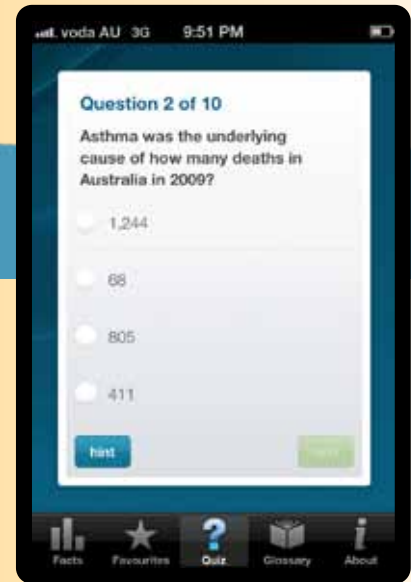 voda AU 3G 9:51 PM
Question 2 of 10
Asthma was the underlying
cause of how many deaths in
Australia in 2009?
1,244
68
805
411
hint
Facts Favourites Quiz Glossary About